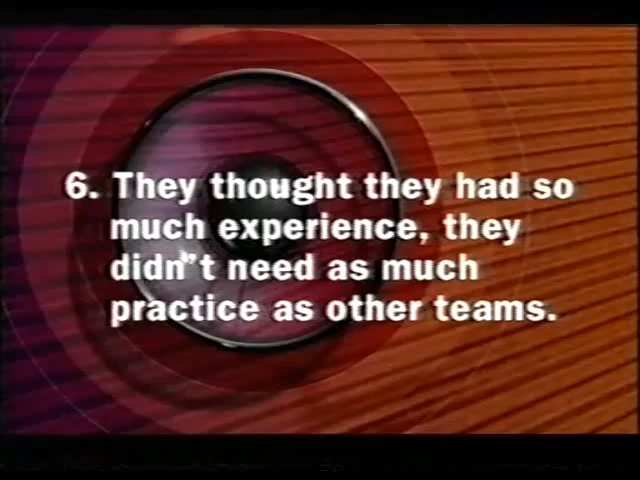 6. They thought they had so
much experience, they
didn"t need as much
practice as other teams.